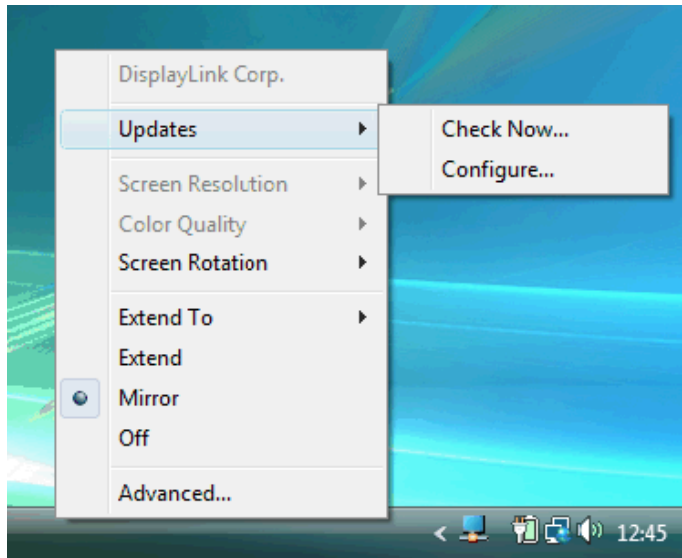 DisplayLink Corp.
Updates
Check Now...
Configure...
Screen Resolution
Color Quality
Screen Rotation
Extend To
Extend
Mirror
Off
Advanced...
12:45